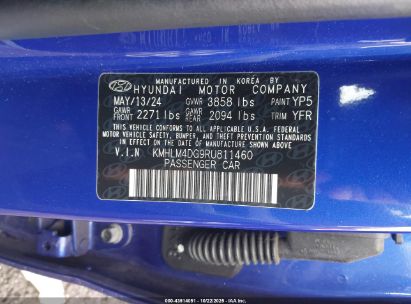 MANUFACTURED IN KOREA BY
HYUNDAI MOTOR COMPANY
MAY/13/24 GVWR 3858 lbs PAINT YP5
GAWR FRONT 2271 lbs GAWR REAR 2094 lbs TRIM YFR
THIS VEHICLE CONFORMS TO ALL APPLICABLE U.S. FEDERAL
MOTOR VEHICLE SAFETY, BUMPER, AND THEFT PREVENTION
STANDARDS IN EFFECT ON THE DATE OF
MANUFACTURE SHOWN ABOVE.
V.I.N KMHLM4DG9RU811460
PASSENGER CAR